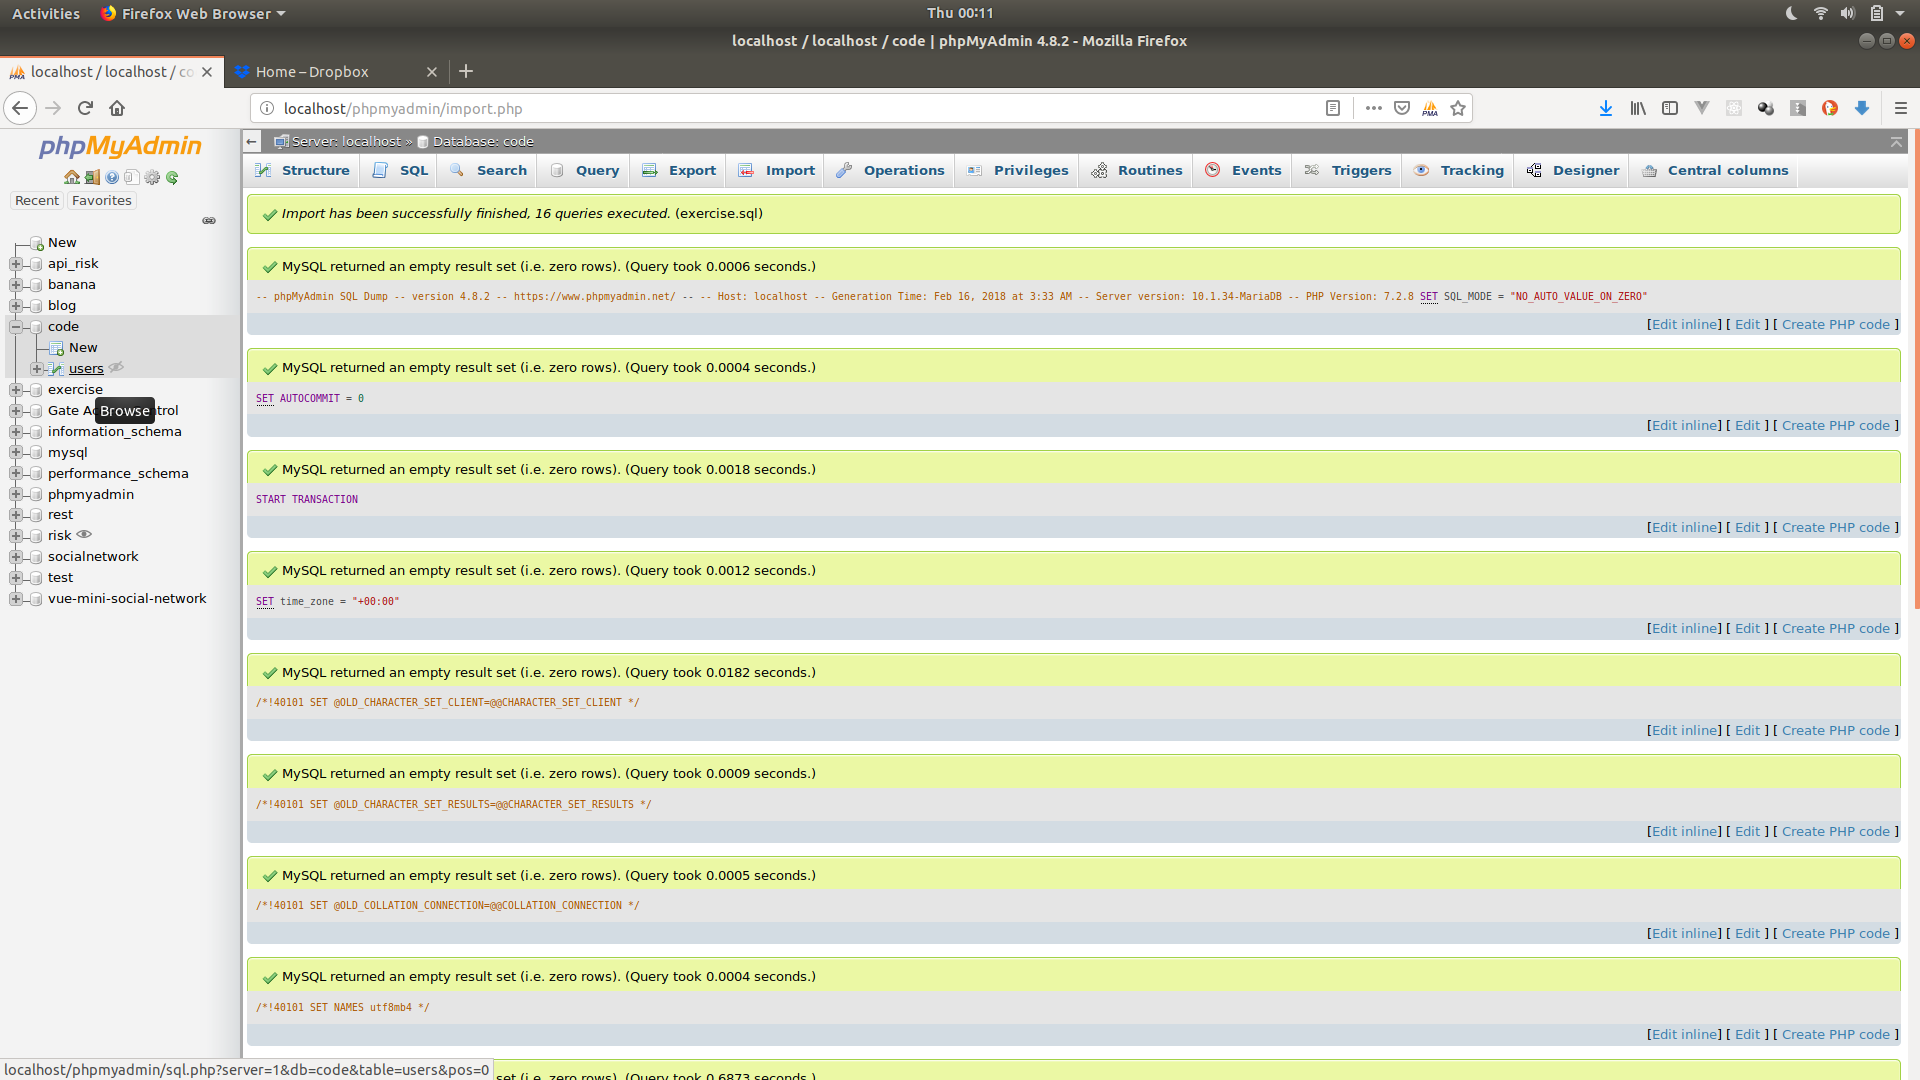 Activities Firefox Web Browser Thu 00:11
localhost / localhost / code | phpMyAdmin 4.8.2 - Mozilla Firefox
localhost / localhost / co Home – Dropbox
localhost/phpmyadmin/import.php
phpMyAdmin
Recent Favorites
New
api_risk
banana
blog
code
New
users
exercise
Browse
information_schema
mysql
performance_schema
phpmyadmin
rest
risk
socialnetwork
test
vue-mini-social-network
Server: localhost » Database: code
Structure SQL Search Query Export Import Operations Privileges Routines Events Triggers Tracking Designer Central columns
Import has been successfully finished, 16 queries executed. (exercise.sql)
MySQL returned an empty result set (i.e. zero rows). (Query took 0.0006 seconds.)
-- phpMyAdmin SQL Dump -- version 4.8.2 -- https://www.phpmyadmin.net/ -- -- Host: localhost -- Generation Time: Feb 16, 2018 at 3:33 AM -- Server version: 10.1.34-MariaDB -- PHP Version: 7.2.8 SET SQL_MODE = "NO_AUTO_VALUE_ON_ZERO"
[Edit inline] [ Edit ] [ Create PHP code ]
MySQL returned an empty result set (i.e. zero rows). (Query took 0.0004 seconds.)
SET AUTOCOMMIT = 0
[Edit inline] [ Edit ] [ Create PHP code ]
MySQL returned an empty result set (i.e. zero rows). (Query took 0.0018 seconds.)
START TRANSACTION
[Edit inline] [ Edit ] [ Create PHP code ]
MySQL returned an empty result set (i.e. zero rows). (Query took 0.0012 seconds.)
SET time_zone = "+00:00"
[Edit inline] [ Edit ] [ Create PHP code ]
MySQL returned an empty result set (i.e. zero rows). (Query took 0.0182 seconds.)
/*!40101 SET @OLD_CHARACTER_SET_CLIENT=@@CHARACTER_SET_CLIENT */
[Edit inline] [ Edit ] [ Create PHP code ]
MySQL returned an empty result set (i.e. zero rows). (Query took 0.0009 seconds.)
/*!40101 SET @OLD_CHARACTER_SET_RESULTS=@@CHARACTER_SET_RESULTS */
[Edit inline] [ Edit ] [ Create PHP code ]
MySQL returned an empty result set (i.e. zero rows). (Query took 0.0005 seconds.)
/*!40101 SET @OLD_COLLATION_CONNECTION=@@COLLATION_CONNECTION */
[Edit inline] [ Edit ] [ Create PHP code ]
MySQL returned an empty result set (i.e. zero rows). (Query took 0.0004 seconds.)
/*!40101 SET NAMES utf8mb4 */
[Edit inline] [ Edit ] [ Create PHP code ]
set (i.e. zero rows). (Query took 0.6873 seconds.)
localhost/phpmyadmin/sql.php?server=1&db=code&table=users&pos=0